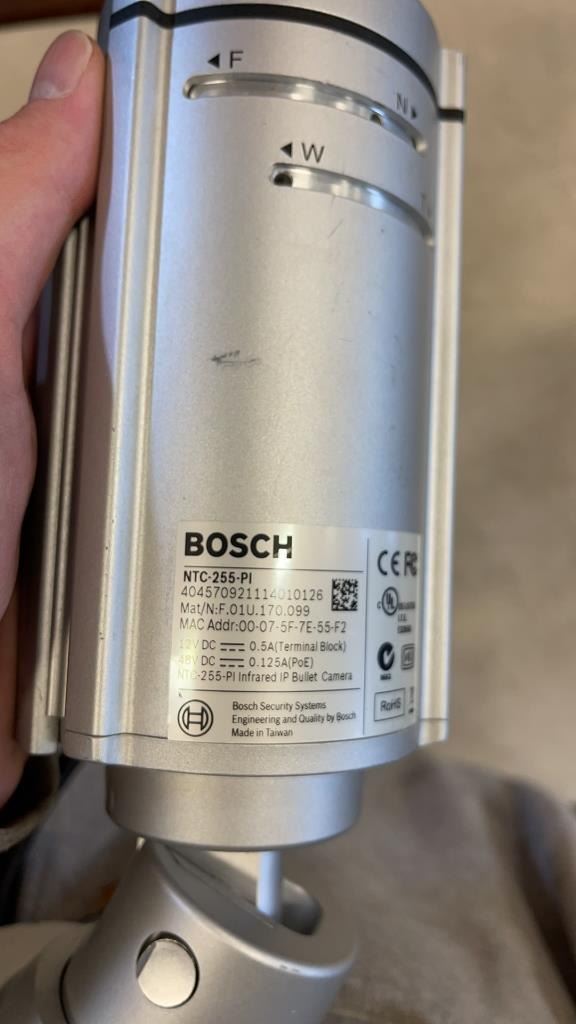 ◄ F
N ►
◄ W
BOSCH
NTC-255-PI
404570921114010126
Mat/N:F.01U.170.099
MAC Addr:00-07-5F-7E-55-F2
12V DC 0.5A(Terminal Block)
48V DC 0.125A(PoE)
NTC-255-PI Infrared IP Bullet Camera
Bosch Security Systems
Engineering and Quality by Bosch
Made in Taiwan
CE FC
c UL
RoHS